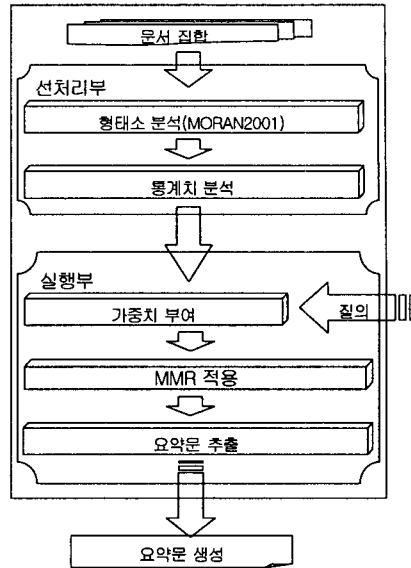 문서 집합
선처리부
형태소 분석(MORAN2001)
통계치 분석
실행부
가중치 부여
질의
MMR 적용
요약문 추출
요약문 생성